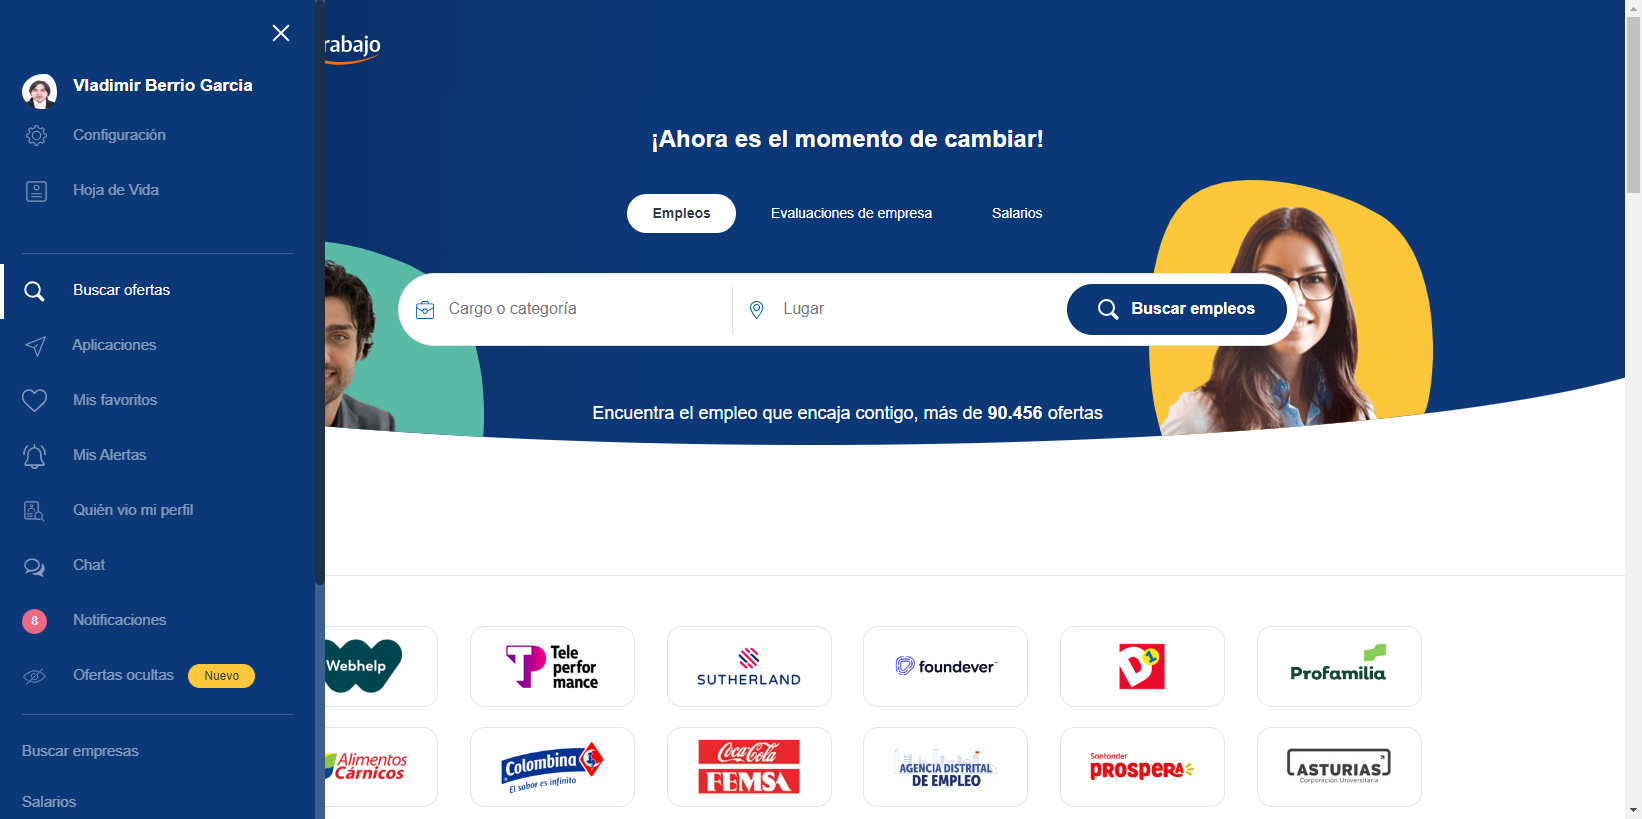 Vladimir Berrio Garcia
Configuración
Hoja de Vida
Buscar ofertas
Aplicaciones
Mis favoritos
Mis Alertas
Quién vio mi perfil
Chat
8
Notificaciones
Ofertas ocultas Nuevo
Buscar empresas
Salarios
rabajo
¡Ahora es el momento de cambiar!
Empleos Evaluaciones de empresa Salarios
Cargo o categoría Lugar Buscar empleos
Encuentra el empleo que encaja contigo, más de 90.456 ofertas
Webhelp
Tele
perfor
mance
SUTHERLAND
foundever
D1
Profamilia
Alimentos
Cárnicos
Colombina
El sabor es infinito
Coca-Cola
FEMSA
AGENCIA DISTRITAL
DE EMPLEO
Santander
prospera
ASTURIAS
Corporación Universitaria